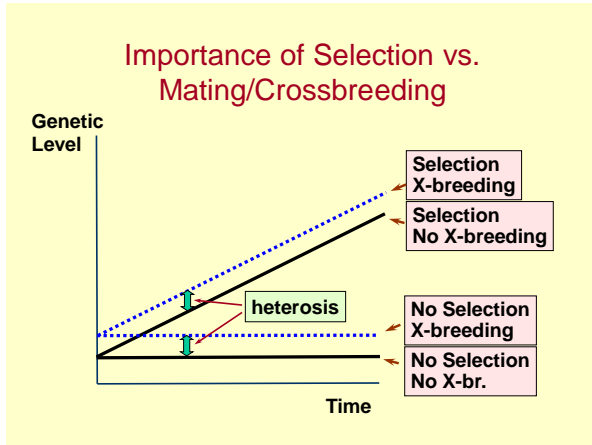 Importance of Selection vs.
Mating/Crossbreeding
Genetic
Level
Selection
X-breeding
Selection
No X-breeding
heterosis
No Selection
X-breeding
No Selection
No X-br.
Time